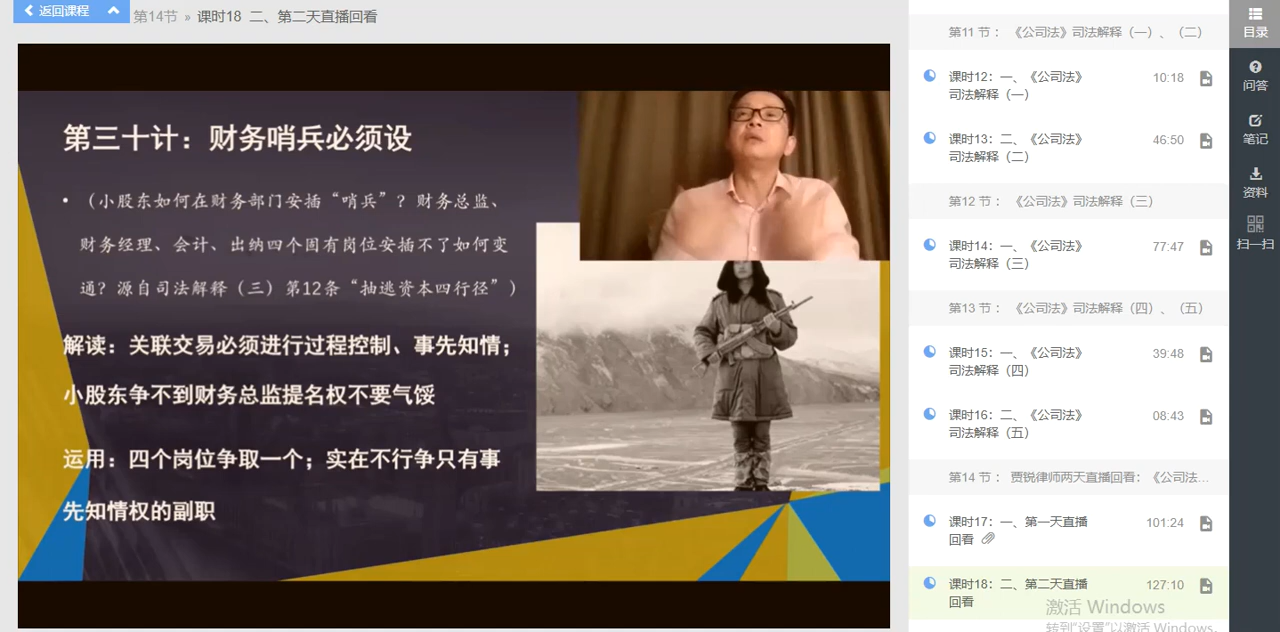 返回课程
第14节 » 课时18 二、第二天直播回看
第三十计：财务哨兵必须设
• （小股东如何在财务部门安插“哨兵”？财务总监、
财务经理、会计、出纳四个固有岗位安插不了如何变
通？源自司法解释（三）第12条“抽逃资本四行径”）
解读：关联交易必须进行过程控制、事先知情；
小股东争不到财务总监提名权不要气馁
运用：四个岗位争取一个；实在不行争只有事
先知情权的副职
第11 节： 《公司法》司法解释（一）、（二）
课时12：一、《公司法》 10:18
司法解释（一）
课时13：二、《公司法》 46:50
司法解释（二）
第12 节： 《公司法》司法解释（三）
课时14：一、《公司法》 77:47
司法解释（三）
第13 节： 《公司法》司法解释（四）、（五）
课时15：一、《公司法》 39:48
司法解释（四）
课时16：二、《公司法》 08:43
司法解释（五）
第14 节： 贾锐律师两天直播回看：《公司法...
课时17：一、第一天直播 101:24
回看
课时18：二、第二天直播 127:10
回看
激活 Windows
转到“设置”以激活 Windows。
目录
问答
笔记
资料
扫一扫